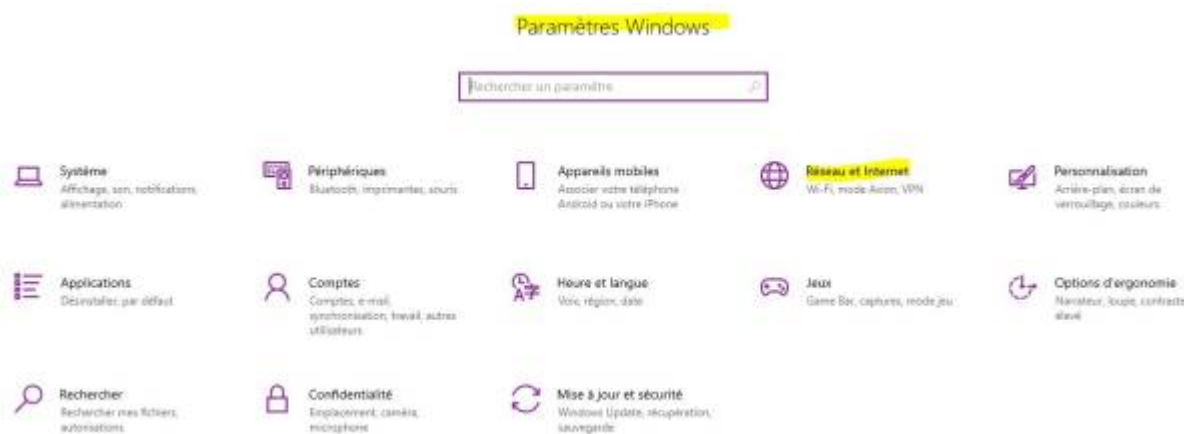 Paramètres Windows
Rechercher un paramètre
Système
Affichage, son, notifications,
alimentation
Périphériques
Bluetooth, imprimantes, souris
Appareils mobiles
Associer votre téléphone
Android ou votre iPhone
Réseau et Internet
Wi-Fi, mode Avion, VPN
Personnalisation
Arrière-plan, écran de
verrouillage, couleurs
Applications
Désinstaller, par défaut
Comptes
Comptes, e-mail,
synchronisation, travail, autres
utilisateurs
Heure et langue
Voix, région, date
Jeux
Game Bar, captures, mode jeu
Options d'ergonomie
Narrateur, loupe, contraste
élevé
Rechercher
Rechercher mes fichiers,
autorisations
Confidentialité
Emplacement, caméra,
microphone
Mise à jour et sécurité
Windows Update, récupération,
sauvegarde